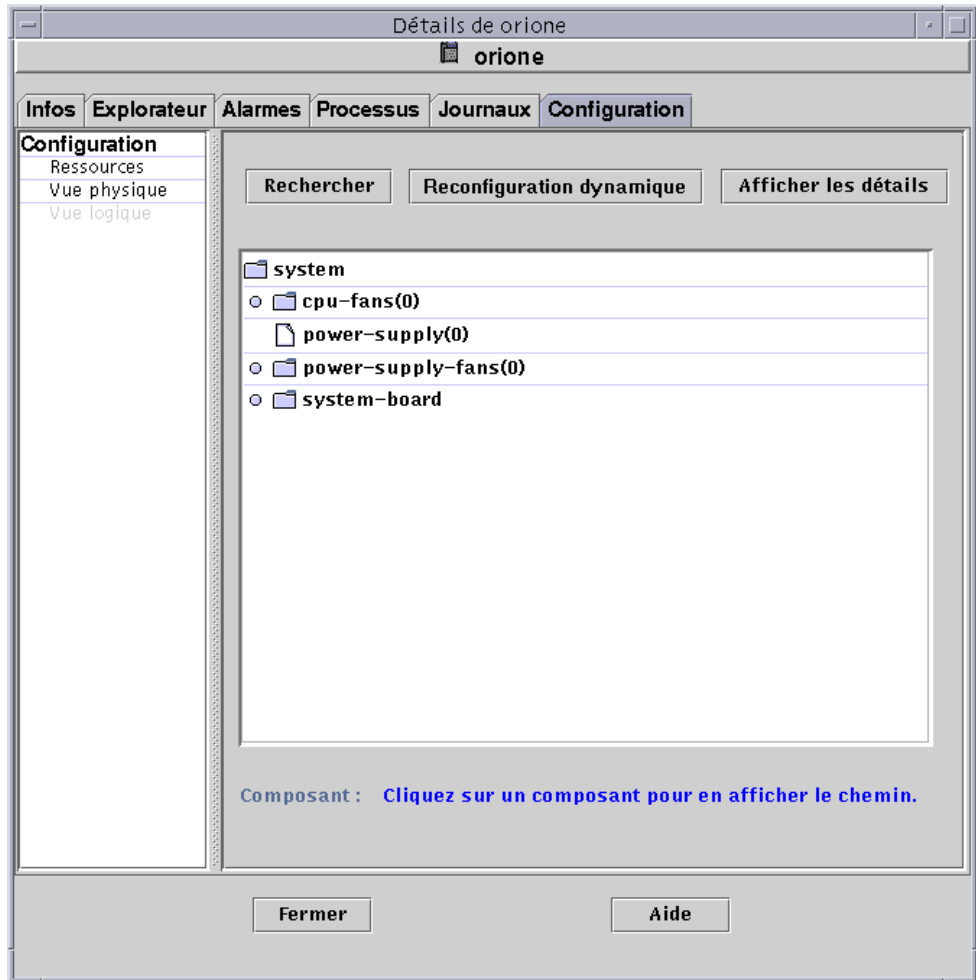 Détails de orione
orione
Infos Explorateur Alarmes Processus Journaux Configuration
Configuration
Ressources
Vue physique
Vue logique
Rechercher Reconfiguration dynamique Afficher les détails
system
cpu-fans(0)
power-supply(0)
power-supply-fans(0)
system-board
Composant : Cliquez sur un composant pour en afficher le chemin.
Fermer Aide